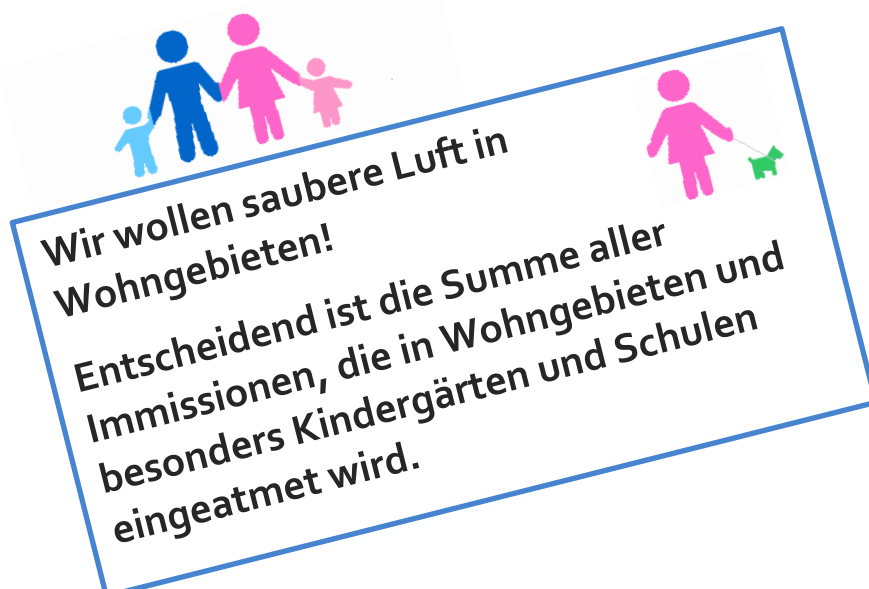 Wir wollen saubere Luft in
Wohngebieten!
Entscheidend ist die Summe aller
Immissionen, die in Wohngebieten und
besonders Kindergärten und Schulen
eingeatmet wird.